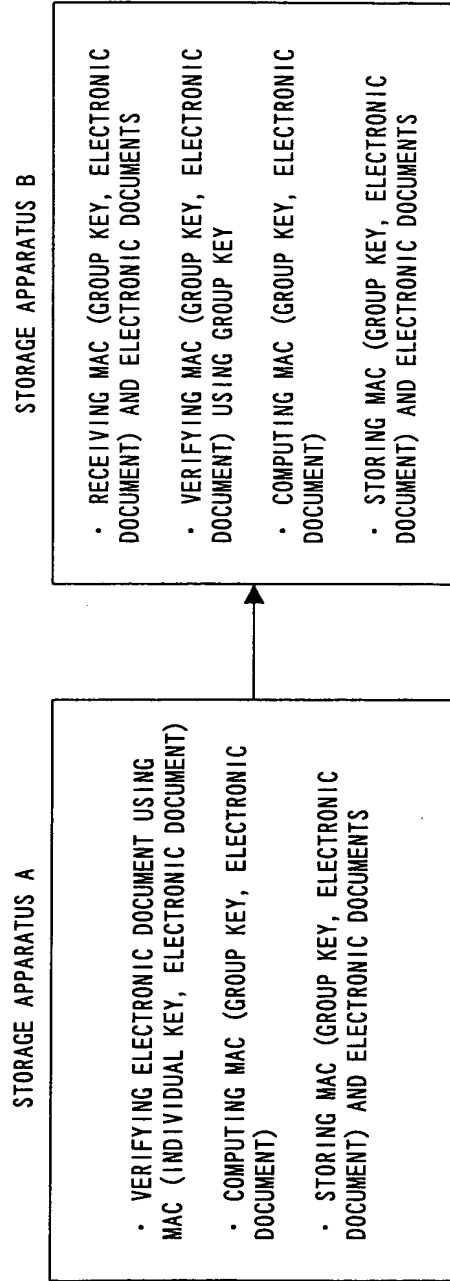 STORAGE APPARATUS A
· VERIFYING ELECTRONIC DOCUMENT USING
MAC (INDIVIDUAL KEY, ELECTRONIC DOCUMENT)
· COMPUTING MAC (GROUP KEY, ELECTRONIC
DOCUMENT)
· STORING MAC (GROUP KEY, ELECTRONIC
DOCUMENT) AND ELECTRONIC DOCUMENTS
STORAGE APPARATUS B
· RECEIVING MAC (GROUP KEY, ELECTRONIC
DOCUMENT) AND ELECTRONIC DOCUMENTS
· VERIFYING MAC (GROUP KEY, ELECTRONIC
DOCUMENT) USING GROUP KEY
· COMPUTING MAC (GROUP KEY, ELECTRONIC
DOCUMENT)
· STORING MAC (GROUP KEY, ELECTRONIC
DOCUMENT) AND ELECTRONIC DOCUMENTS